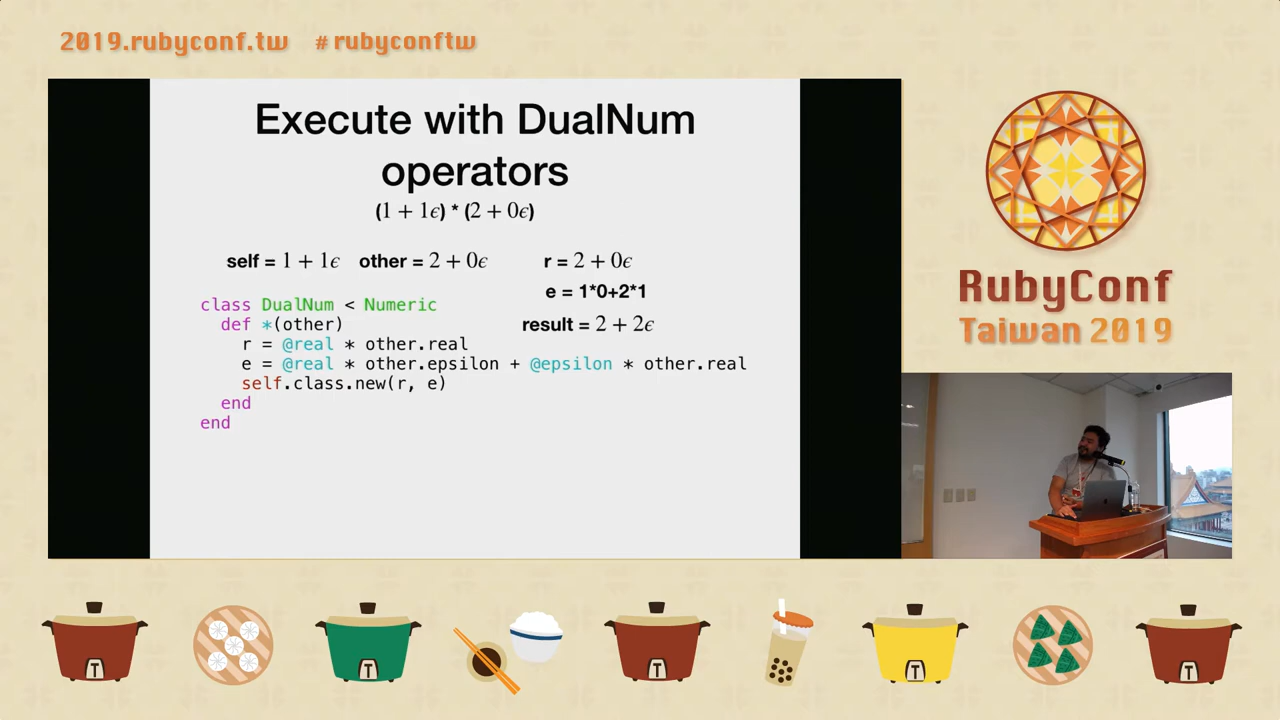 2019.rubyconf.tw #rubyconftw
Execute with DualNum
operators
(1 + 1ϵ) * (2 + 0ϵ)
self = 1 + 1ϵ other = 2 + 0ϵ r = 2 + 0ϵ
e = 1*0+2*1
result = 2 + 2ϵ
class DualNum < Numeric
def *(other)
r = @real * other.real
e = @real * other.epsilon + @epsilon * other.real
self.class.new(r, e)
end
end
RubyConf
Taiwan 2019
T
T
T
T
T